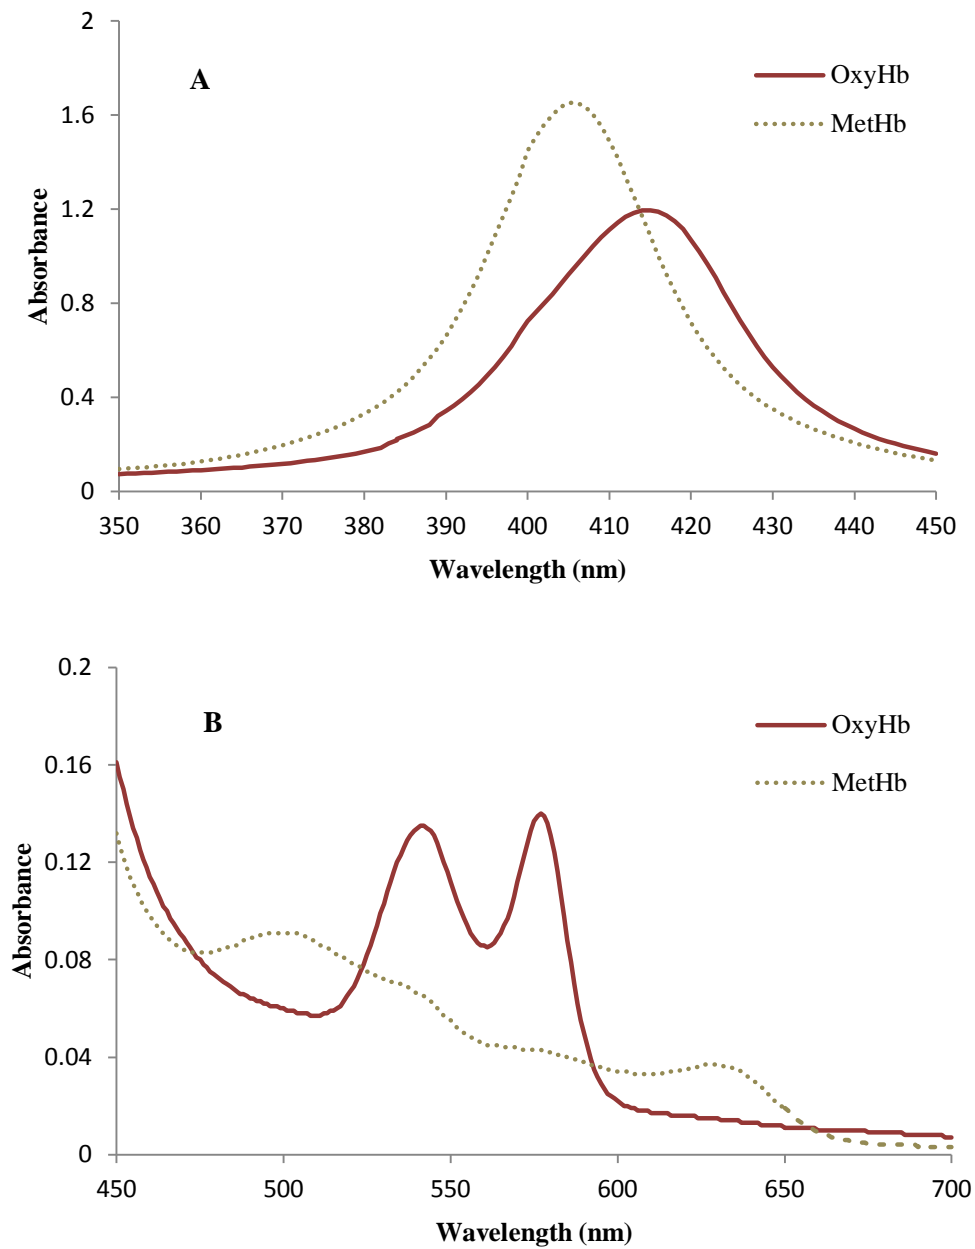 2
A
OxyHb
1.6
MetHb
1.2
Absorbance
0.8
0.4
0
350 360 370 380 390 400 410 420 430 440 450
Wavelength (nm)
0.2
B
OxyHb
0.16
MetHb
0.12
Absorbance
0.08
0.04
0
450 500 550 600 650 700
Wavelength (nm)